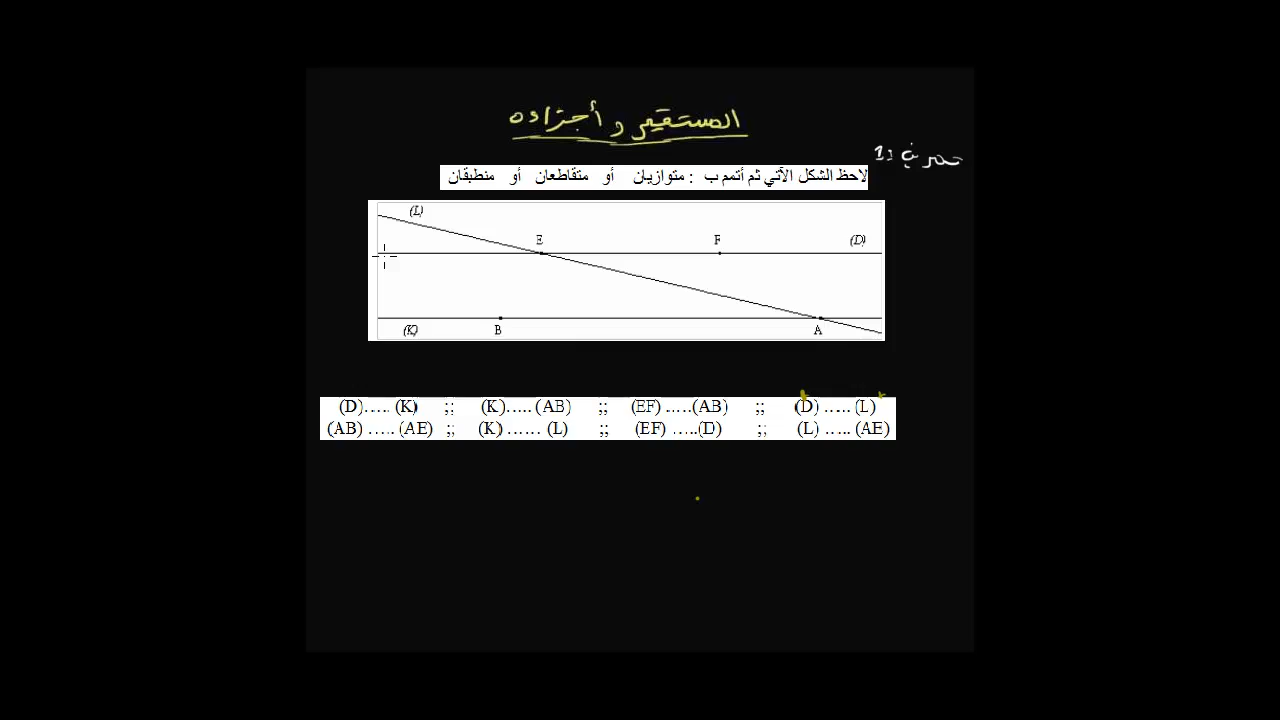 المستقيم و أجزاءه
تمرين 1:
لاحظ الشكل الآتي ثم أتمم ب : متوازيان أو متقاطعان أو منطبقان
(L)
E F (D)
(K) B A
(D)..... (K) ;; (K)..... (AB) ;; (EF) .....(AB) ;; (D) ..... (L)
(AB) ..... (AE) ;; (K) ...... (L) ;; (EF) .....(D) ;; (L) ..... (AE)